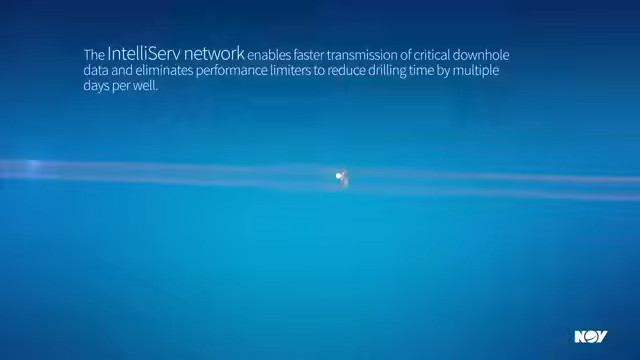 The IntelliServ network enables faster transmission of critical downhole
data and eliminates performance limiters to reduce drilling time by multiple
days per well.
NOV